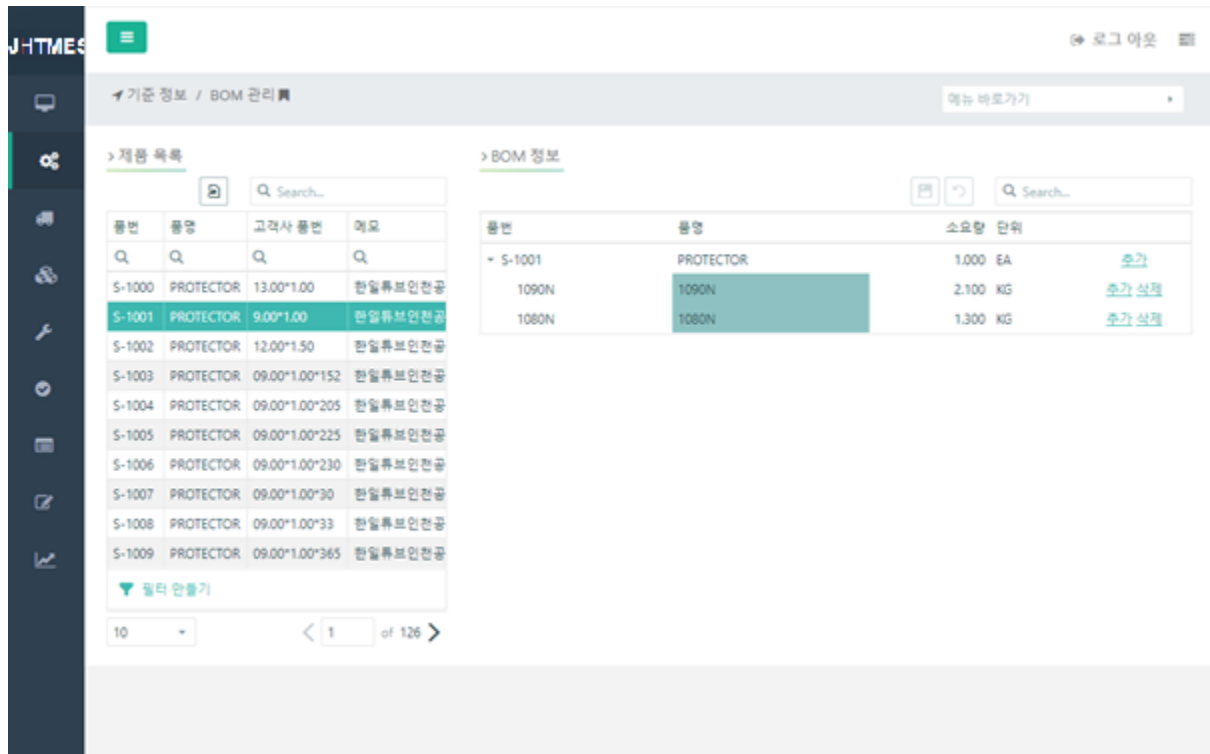 JHTMES
로그 아웃
기준 정보 / BOM 관리
메뉴 바로가기
제품 목록
Search...
품번 품명 고객사 품번 메모
S-1000 PROTECTOR 13.00*1.00 한일튜브인천공
S-1001 PROTECTOR 9.00*1.00 한일튜브인천공
S-1002 PROTECTOR 12.00*1.50 한일튜브인천공
S-1003 PROTECTOR 09.00*1.00*152 한일튜브인천공
S-1004 PROTECTOR 09.00*1.00*205 한일튜브인천공
S-1005 PROTECTOR 09.00*1.00*225 한일튜브인천공
S-1006 PROTECTOR 09.00*1.00*230 한일튜브인천공
S-1007 PROTECTOR 09.00*1.00*30 한일튜브인천공
S-1008 PROTECTOR 09.00*1.00*33 한일튜브인천공
S-1009 PROTECTOR 09.00*1.00*365 한일튜브인천공
필터 만들기
10 1 of 126
BOM 정보
Search...
품번 품명 소요량 단위
S-1001 PROTECTOR 1.000 EA 추가
1090N 1090N 2.100 KG 추가 삭제
1080N 1080N 1.300 KG 추가 삭제